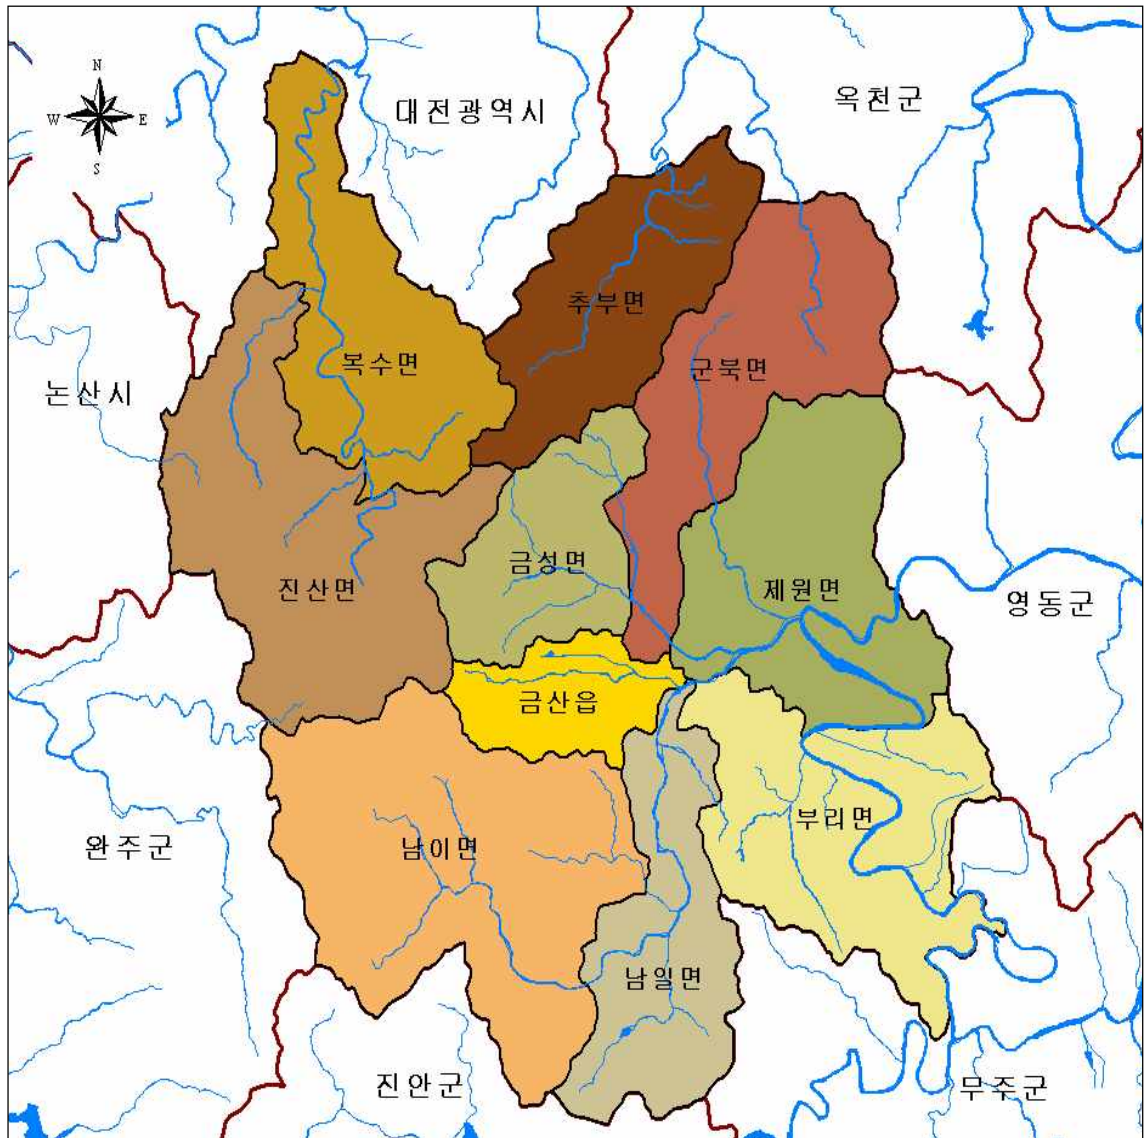 N
W
E
S
대전광역시
옥천군
추부면
복수면
군북면
논산시
금성면
진산면
제원면
영동군
금산읍
부리면
완주군
남이면
남일면
진안군
무주군